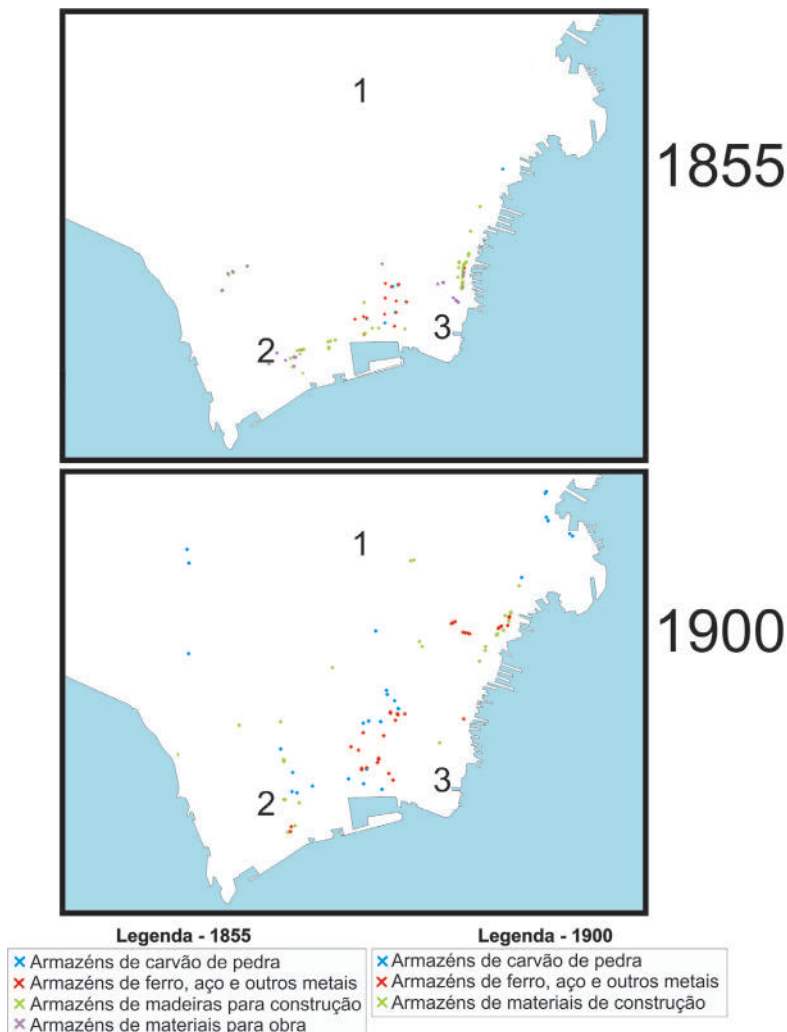 1
1855
2
3
1
1900
2
3
Legenda - 1855
Armazéns de carvão de pedra
Armazéns de ferro, aço e outros metais
Armazéns de madeiras para construção
Armazéns de materiais para obra
Legenda - 1900
Armazéns de carvão de pedra
Armazéns de ferro, aço e outros metais
Armazéns de materiais de construção